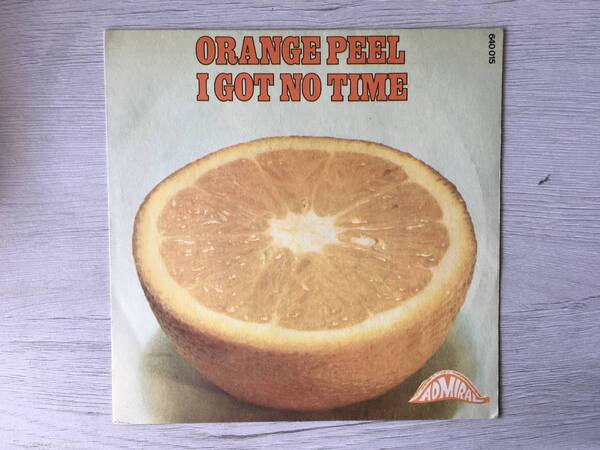 ORANGE PEEL
I GOT NO TIME
640 015
ADMIRAL